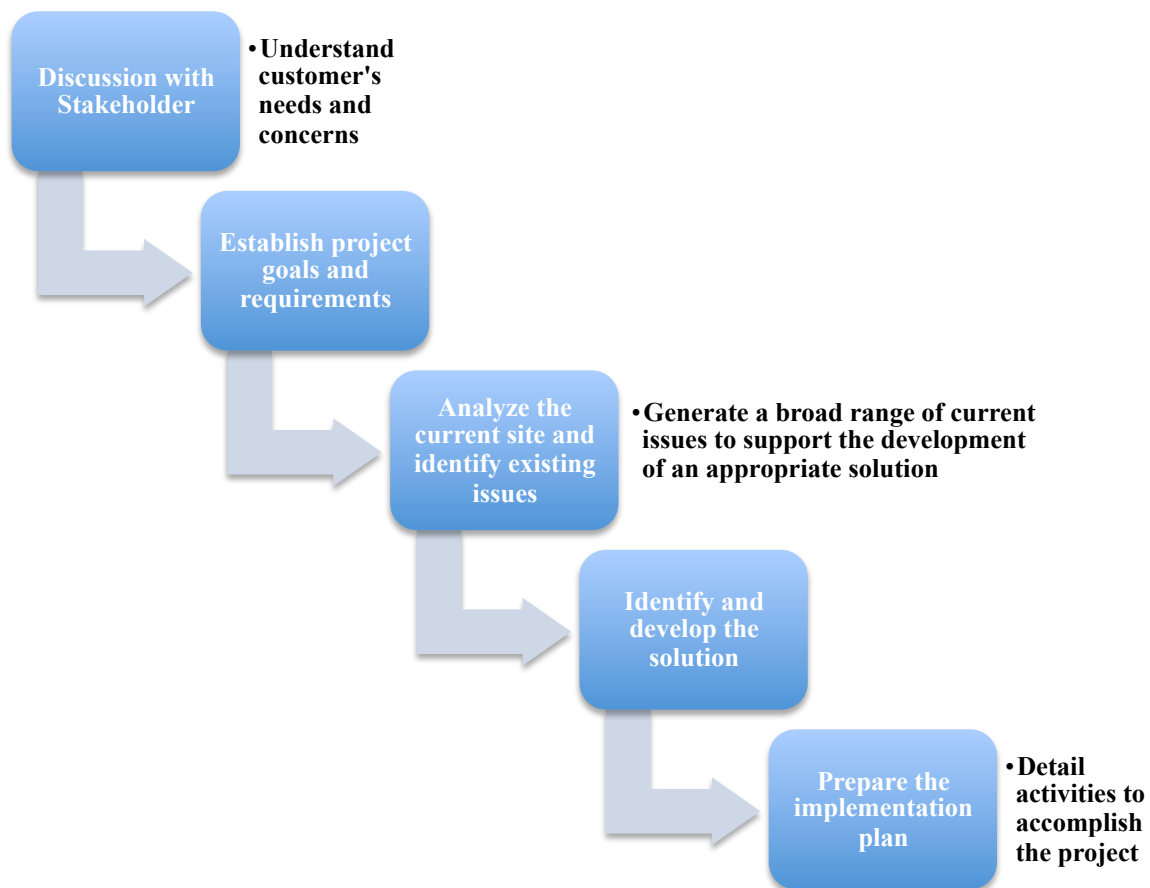 Discussion with
Stakeholder
•Understand
customer's
needs and
concerns
Establish project
goals and
requirements
Analyze the
current site and
identify existing
issues
•Generate a broad range of current
issues to support the development
of an appropriate solution
Identify and
develop the
solution
Prepare the
implementation
plan
•Detail
activities to
accomplish
the project